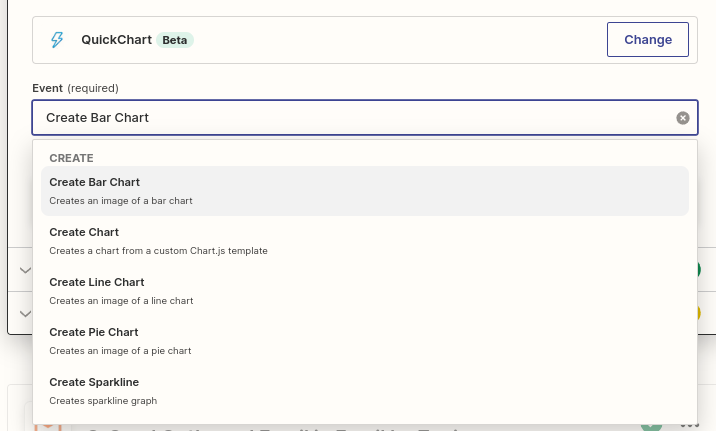 QuickChart Beta
Change
Event (required)
Create Bar Chart
CREATE
Create Bar Chart
Creates an image of a bar chart
Create Chart
Creates a chart from a custom Chart.js template
Create Line Chart
Creates an image of a line chart
Create Pie Chart
Creates an image of a pie chart
Create Sparkline
Creates sparkline graph